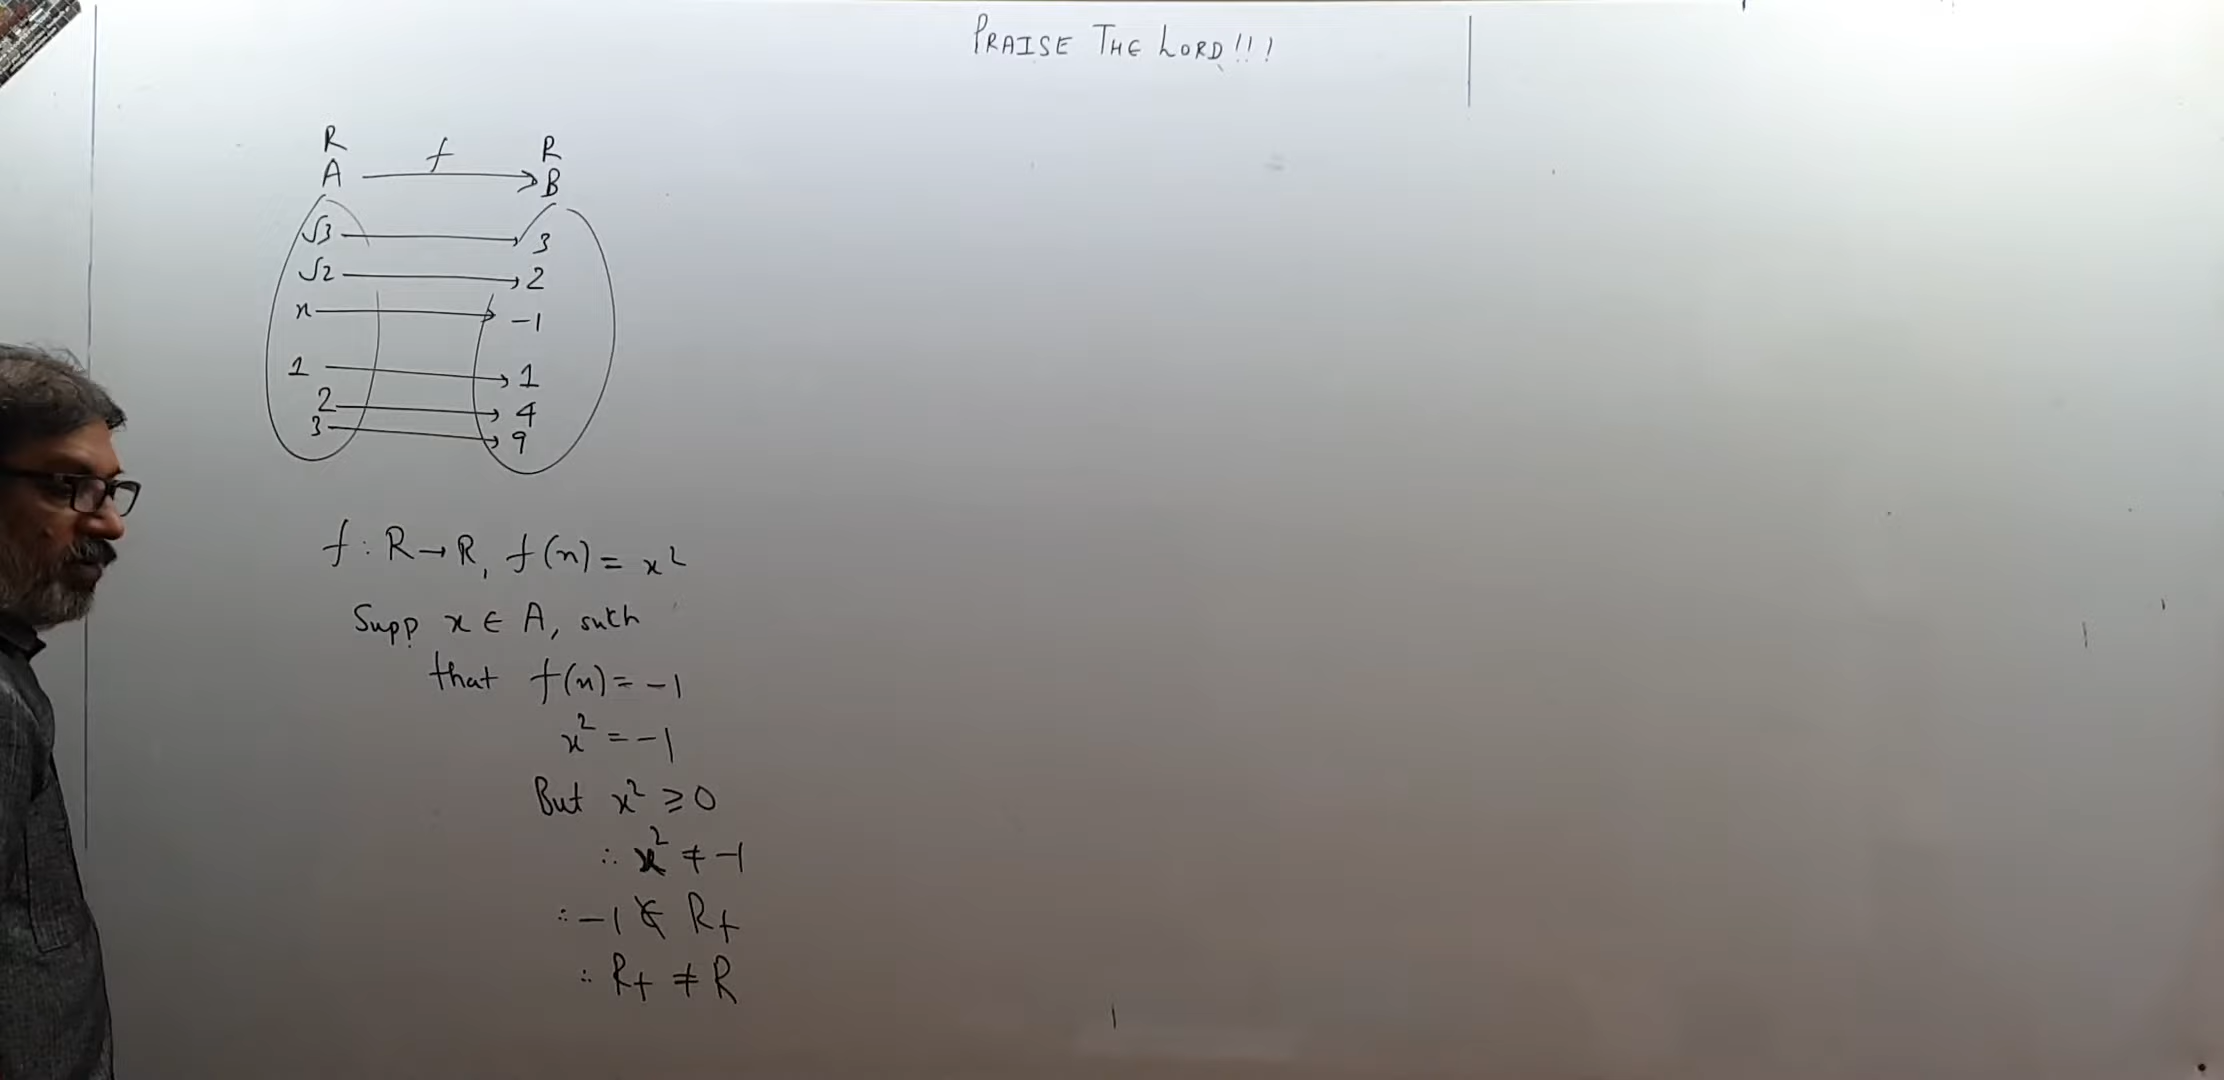 PRAISE THE LORD!!!
R R
A f B
√3 3
√2 2
x -1
1 1
2 4
3 9
f : R → R, f(x) = x²
Supp x ∈ A, such
that f(x) = -1
x² = -1
But x² ≥ 0
∴ x² ≠ -1
∴ -1 ∉ Rf
∴ Rf ≠ R